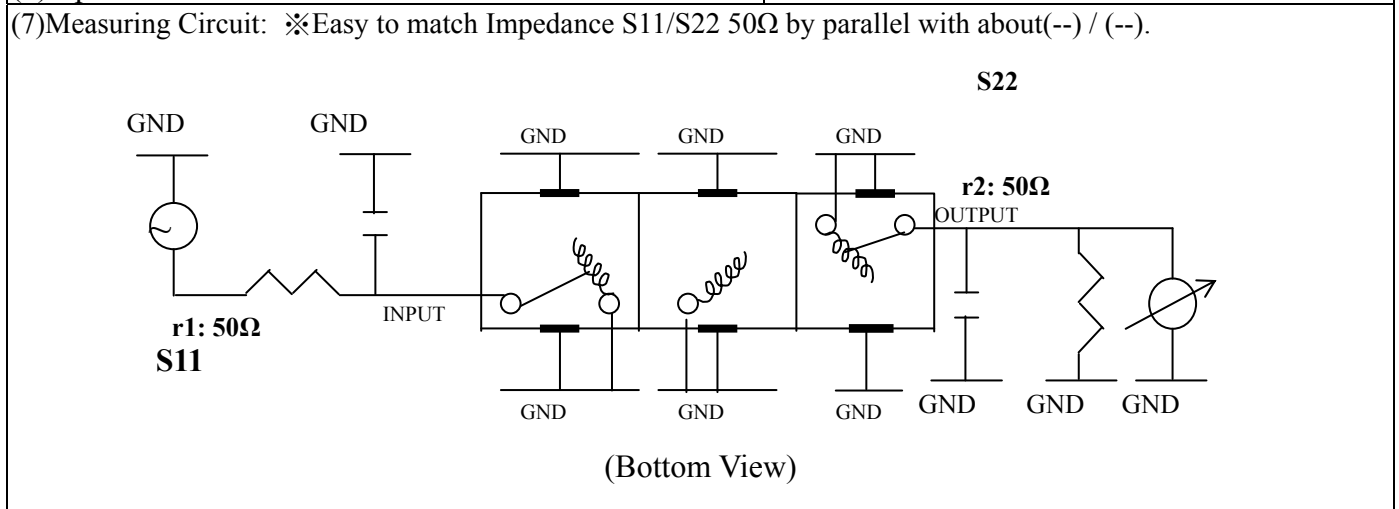 (7)Measuring Circuit: ※Easy to match Impedance S11/S22 50Ω by parallel with about(--) / (--).
S22
GND GND GND GND GND
r2: 50Ω
OUTPUT
INPUT
r1: 50Ω
S11
GND GND GND GND GND GND
(Bottom View)